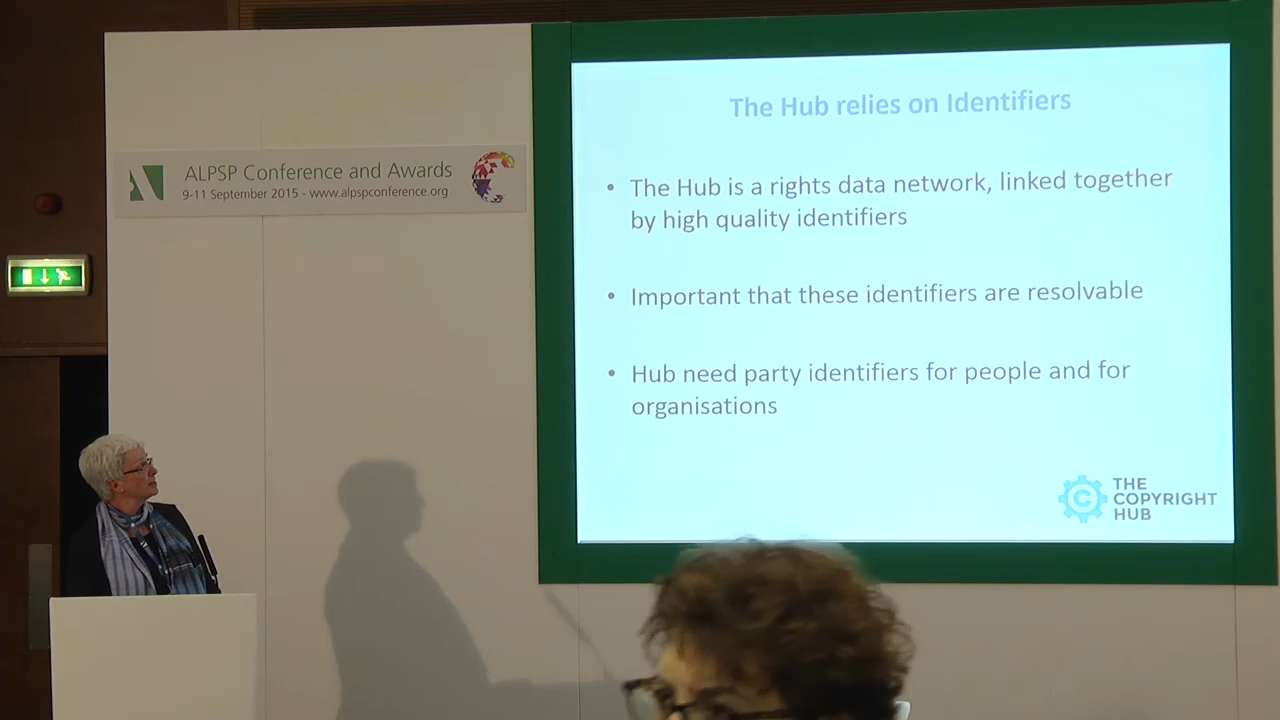 ALPSP Conference and Awards
9-11 September 2015 - www.alpspconference.org
The Hub relies on Identifiers
• The Hub is a rights data network, linked together
by high quality identifiers
• Important that these identifiers are resolvable
• Hub need party identifiers for people and for
organisations
C
THE
COPYRIGHT
HUB